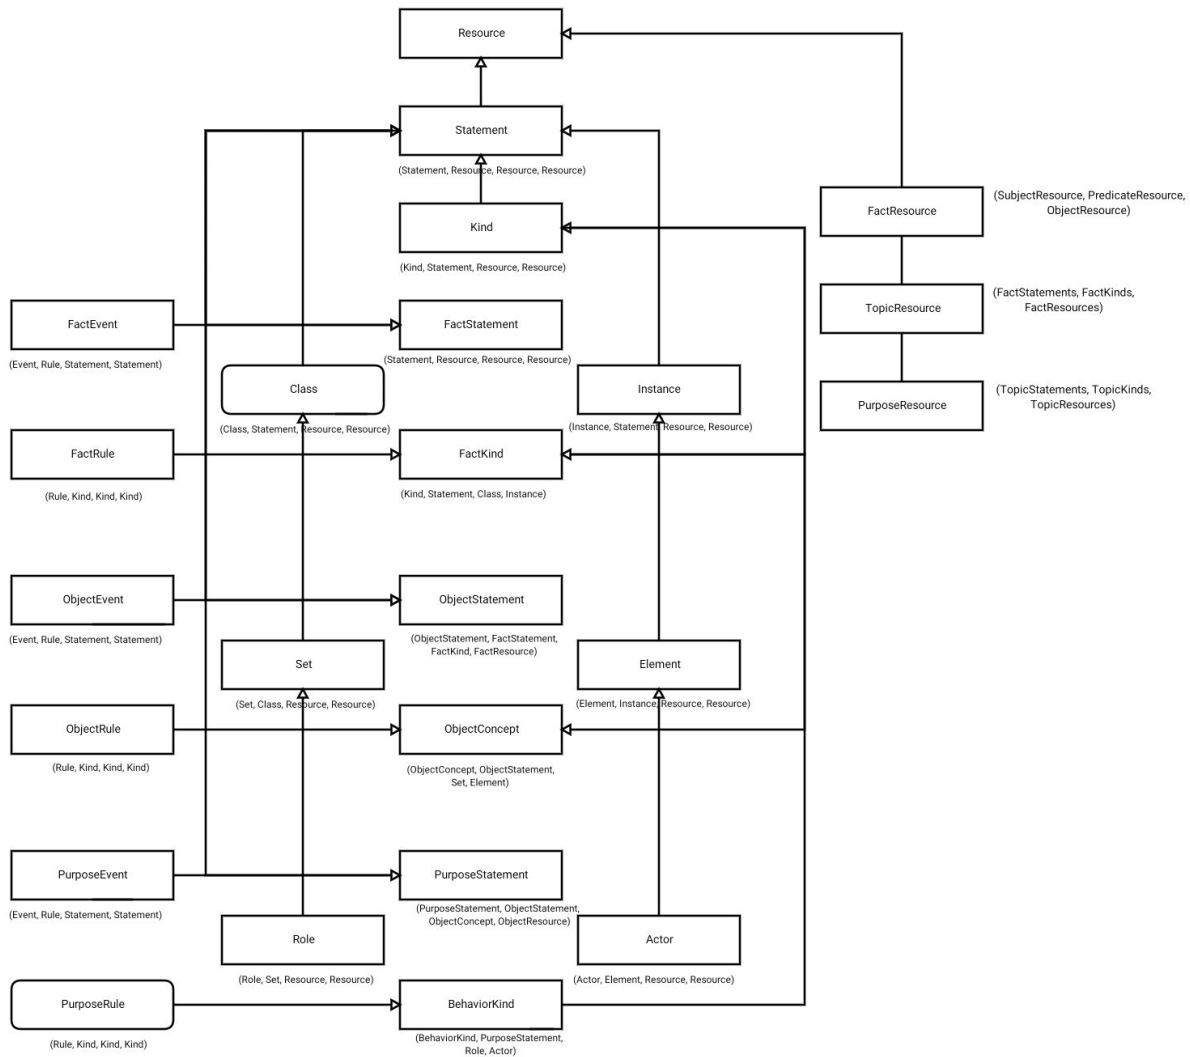 Resource
Statement
(Statement, Resource, Resource, Resource)
Kind
(Kind, Statement, Resource, Resource)
FactResource
(SubjectResource, PredicateResource,
ObjectResource)
TopicResource
(FactStatements, FactKinds,
FactResources)
PurposeResource
(TopicStatements, TopicKinds,
TopicResources)
FactEvent
(Event, Rule, Statement, Statement)
FactStatement
(Statement, Resource, Resource, Resource)
Class
(Class, Statement, Resource, Resource)
Instance
(Instance, Statement, Resource, Resource)
FactRule
(Rule, Kind, Kind, Kind)
FactKind
(Kind, Statement, Class, Instance)
ObjectEvent
(Event, Rule, Statement, Statement)
ObjectStatement
(ObjectStatement, FactStatement,
FactKind, FactResource)
Set
(Set, Class, Resource, Resource)
Element
(Element, Instance, Resource, Resource)
ObjectRule
(Rule, Kind, Kind, Kind)
ObjectConcept
(ObjectConcept, ObjectStatement,
Set, Element)
PurposeEvent
(Event, Rule, Statement, Statement)
PurposeStatement
(PurposeStatement, ObjectStatement,
ObjectConcept, ObjectResource)
Role
(Role, Set, Resource, Resource)
Actor
(Actor, Element, Resource, Resource)
PurposeRule
(Rule, Kind, Kind, Kind)
BehaviorKind
(BehaviorKind, PurposeStatement,
Role, Actor)